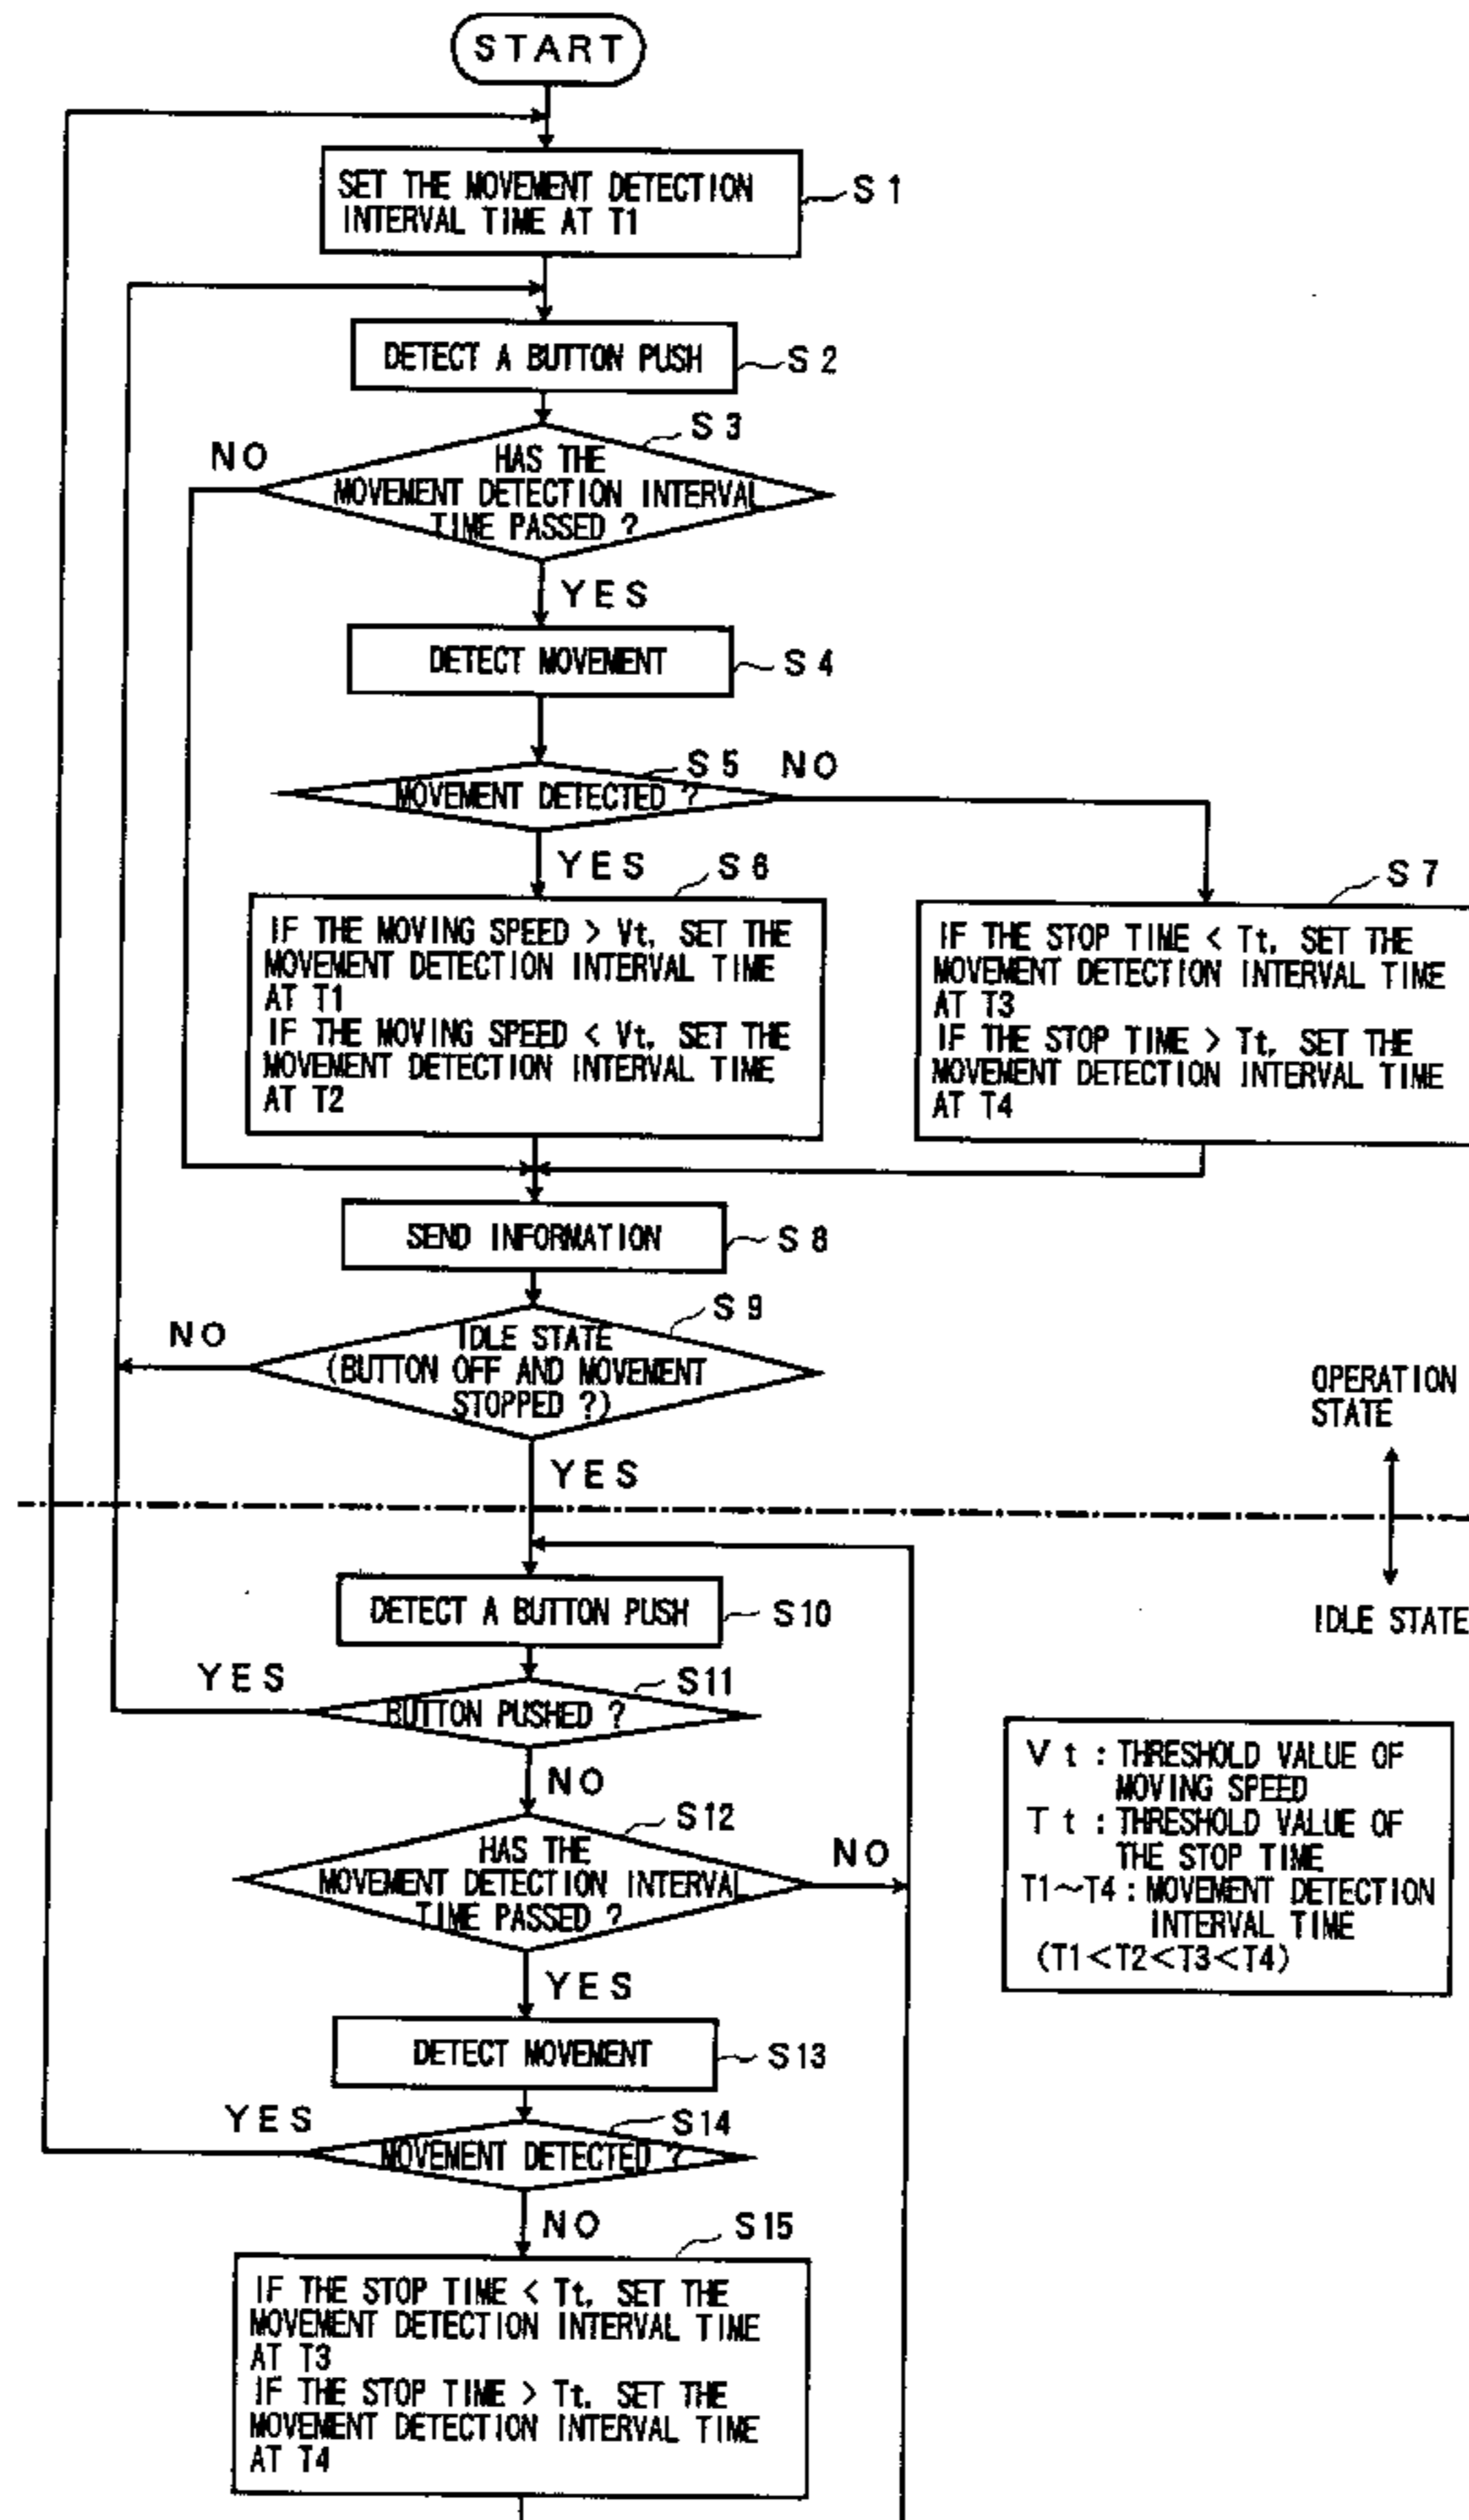 START
SET THE MOVEMENT DETECTION
INTERVAL TIME AT T1
S1
DETECT A BUTTON PUSH
S2
S3
NO
HAS THE
MOVEMENT DETECTION INTERVAL
TIME PASSED ?
YES
DETECT MOVEMENT
S4
S5
NO
MOVEMENT DETECTED ?
YES
S6
S7
IF THE MOVING SPEED > Vt, SET THE
MOVEMENT DETECTION INTERVAL TIME
AT T1
IF THE MOVING SPEED < Vt, SET THE
MOVEMENT DETECTION INTERVAL TIME
AT T2
IF THE STOP TIME < Tt, SET THE
MOVEMENT DETECTION INTERVAL TIME
AT T3
IF THE STOP TIME > Tt, SET THE
MOVEMENT DETECTION INTERVAL TIME
AT T4
SEND INFORMATION
S8
S9
NO
IDLE STATE
(BUTTON OFF AND MOVEMENT
STOPPED ?)
YES
OPERATION
STATE
IDLE STATE
DETECT A BUTTON PUSH
S10
S11
YES
BUTTON PUSHED ?
NO
S12
HAS THE
MOVEMENT DETECTION INTERVAL
TIME PASSED ?
NO
YES
Vt : THRESHOLD VALUE OF
MOVING SPEED
Tt : THRESHOLD VALUE OF
THE STOP TIME
T1~T4 : MOVEMENT DETECTION
INTERVAL TIME
(T1<T2<T3<T4)
DETECT MOVEMENT
S13
S14
YES
MOVEMENT DETECTED ?
NO
S15
IF THE STOP TIME < Tt, SET THE
MOVEMENT DETECTION INTERVAL TIME
AT T3
IF THE STOP TIME > Tt, SET THE
MOVEMENT DETECTION INTERVAL TIME
AT T4